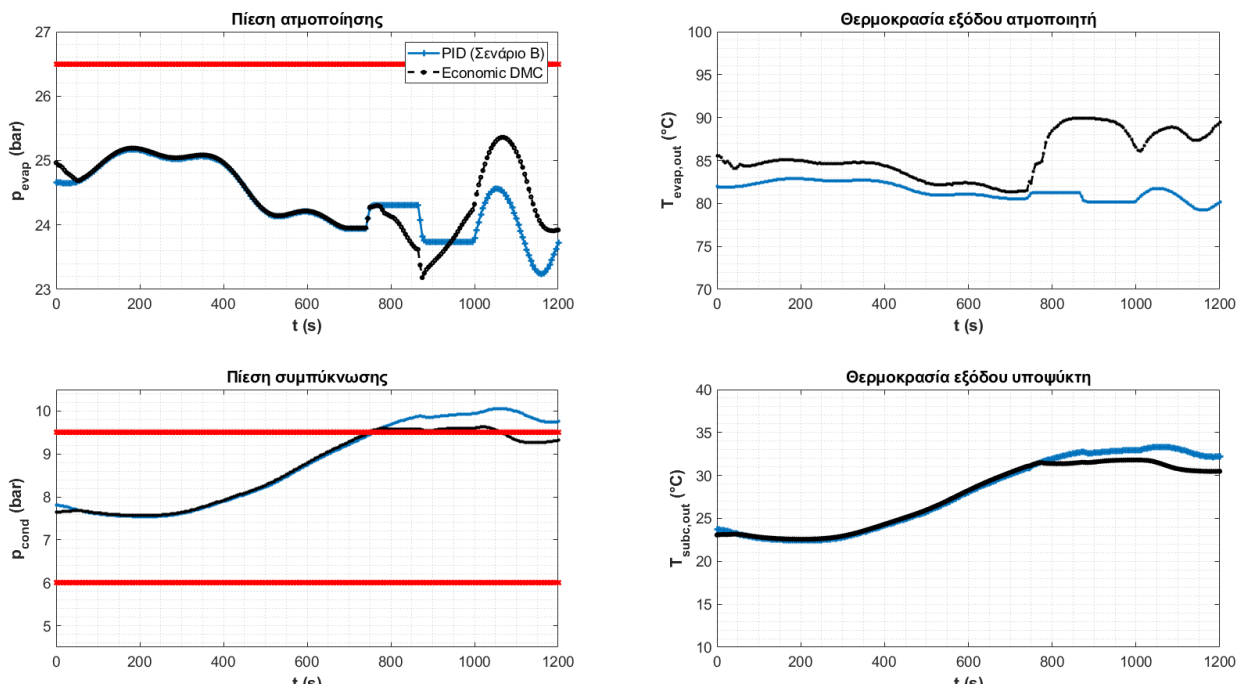 Πίεση ατμοποίησης
27
26
25
24
23
p_evap (bar)
PID (Σενάριο Β)
Economic DMC
0 200 400 600 800 1000 1200
t (s)
Θερμοκρασία εξόδου ατμοποιητή
100
95
90
85
80
75
70
T_evap,out (°C)
0 200 400 600 800 1000 1200
t (s)
Πίεση συμπύκνωσης
10
9
8
7
6
5
p_cond (bar)
0 200 400 600 800 1000 1200
t (s)
Θερμοκρασία εξόδου υποψύκτη
40
35
30
25
20
15
10
T_subc,out (°C)
0 200 400 600 800 1000 1200
t (s)